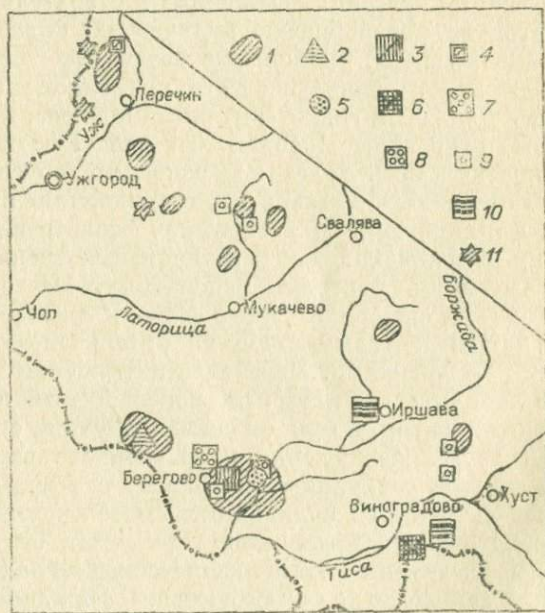 1 2 3 4
5 6 7
8 9
10
11
Перечин
Уж
Ужгород
Свалява
Чоп
Латорица
Мукачево
Боржава
Иршава
Берегово
Виноградово
Хуст
Тиса